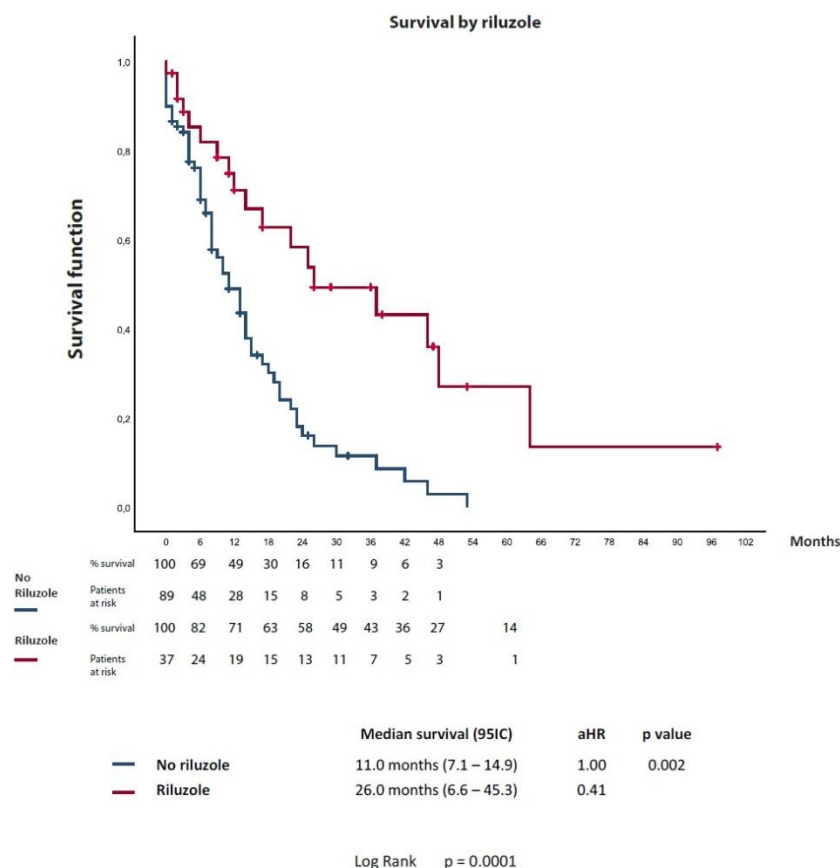 Survival by riluzole
Survival function
1,0
0,8
0,6
0,4
0,2
0,0
0 6 12 18 24 30 36 42 48 54 60 66 72 78 84 90 96 102 Months
No Riluzole
% survival 100 69 49 30 16 11 9 6 3
Patients at risk 89 48 28 15 8 5 3 2 1
Riluzole
% survival 100 82 71 63 58 49 43 36 27 14
Patients at risk 37 24 19 15 13 11 7 5 3 1
Median survival (95IC) aHR p value
No riluzole 11.0 months (7.1 – 14.9) 1.00 0.002
Riluzole 26.0 months (6.6 – 45.3) 0.41
Log Rank p = 0.0001